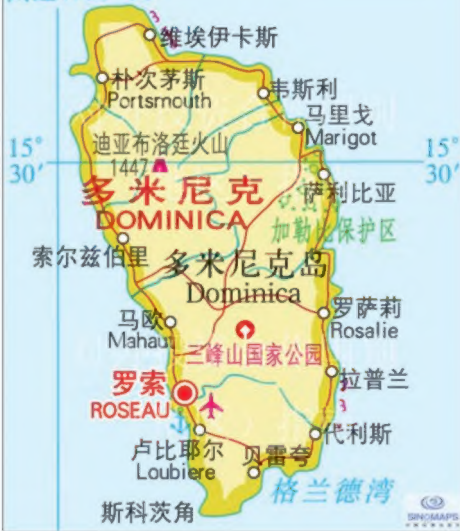 维埃伊卡斯
朴次茅斯
Portsmouth
韦斯利
马里戈
Marigot
15°
30′
迪亚布洛廷火山
1447
15°
30′
多米尼克
DOMINICA
萨利比亚
加勒比保护区
索尔兹伯里
多米尼克岛
Dominica
马欧
Mahaut
罗萨莉
Rosalie
三峰山国家公园
罗索
ROSEAU
拉普兰
卢比耶尔
Loubiere
贝雷夸
代利斯
格兰德湾
斯科茨角
SINOMAPS